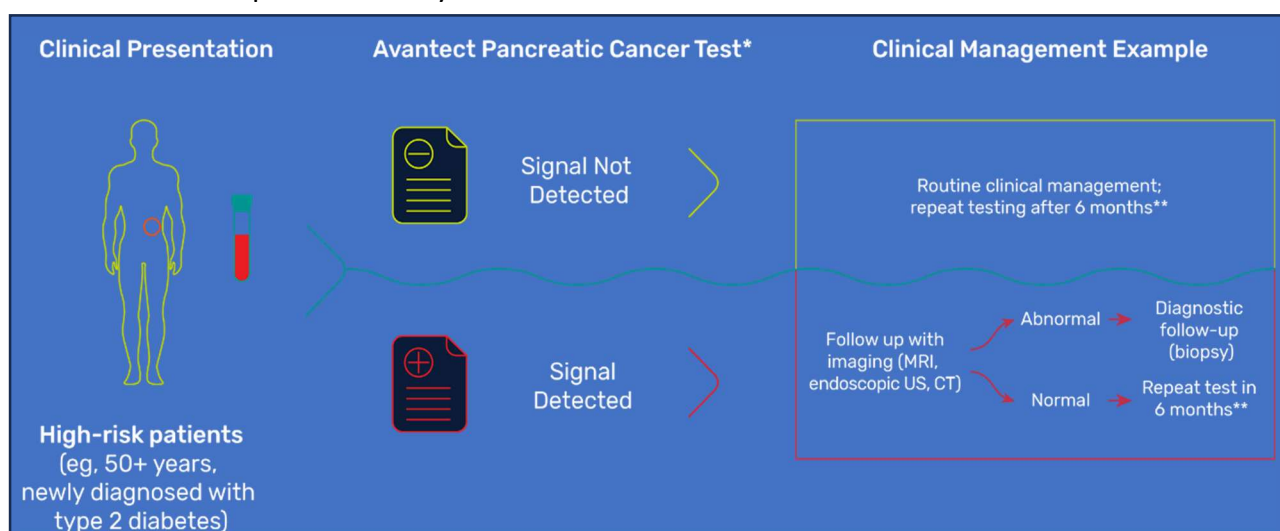 Clinical Presentation
Avantect Pancreatic Cancer Test*
Clinical Management Example
Signal Not
Detected
Routine clinical management;
repeat testing after 6 months**
Signal
Detected
Follow up with
imaging (MRI,
endoscopic US, CT)
Abnormal
Diagnostic
follow-up
(biopsy)
Normal
Repeat test in
6 months**
High-risk patients
(eg, 50+ years,
newly diagnosed with
type 2 diabetes)